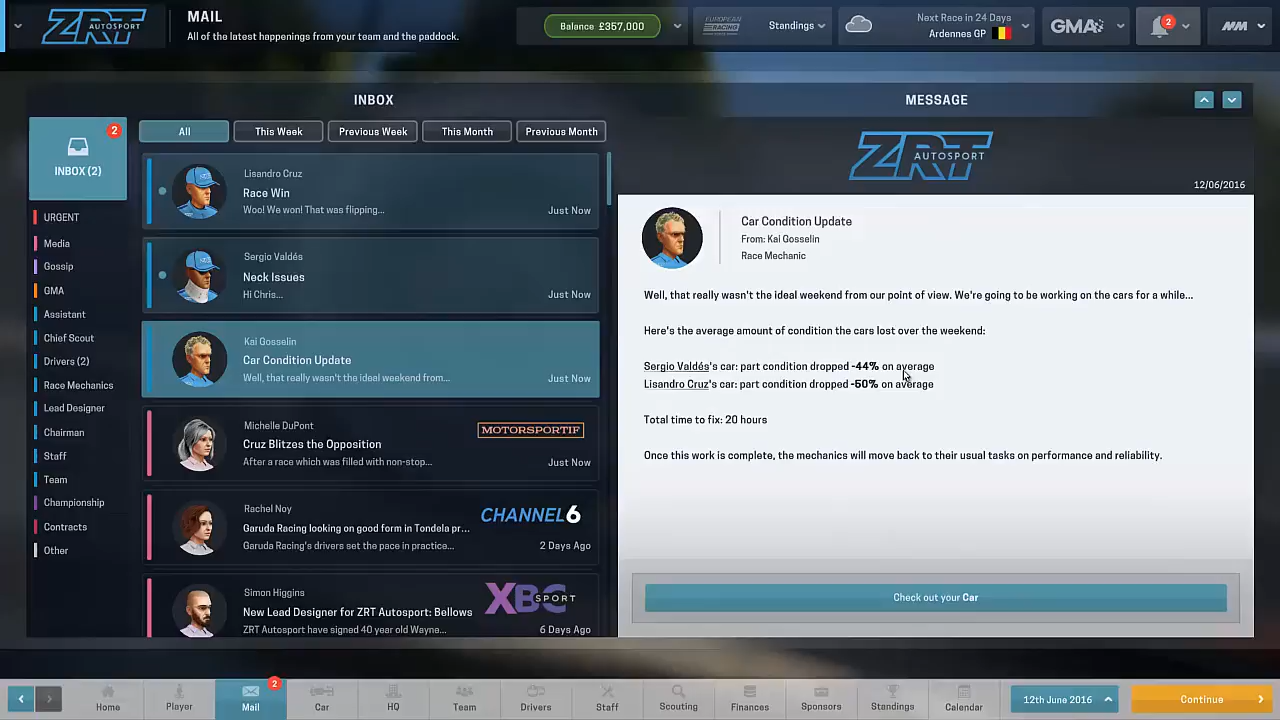 ZRT AUTOSPORT
MAIL
All of the latest happenings from your team and the paddock.
Balance £357,000
EUROPEAN RACING
Standings
Next Race in 24 Days
Ardennes GP
GMA
2
INBOX
MESSAGE
INBOX (2)
2
URGENT
Media
Gossip
GMA
Assistant
Chief Scout
Drivers (2)
Race Mechanics
Lead Designer
Chairman
Staff
Team
Championship
Contracts
Other
All
This Week
Previous Week
This Month
Previous Month
Lisandro Cruz
Race Win
Woo! We won! That was flipping...
Just Now
Sergio Valdés
Neck Issues
Hi Chris...
Just Now
Kai Gosselin
Car Condition Update
Well, that really wasn't the ideal weekend from...
Just Now
Michelle DuPont
MOTORSPORTIF
Cruz Blitzes the Opposition
After a race which was filled with non-stop...
Just Now
Rachel Noy
CHANNEL6
Garuda Racing looking on good form in Tondela pr...
Garuda Racing's drivers set the pace in practice...
2 Days Ago
Simon Higgins
XBC SPORT
New Lead Designer for ZRT Autosport: Bellows
ZRT Autosport have signed 40 year old Wayne...
6 Days Ago
ZRT AUTOSPORT
12/06/2016
Car Condition Update
From: Kai Gosselin
Race Mechanic
Well, that really wasn't the ideal weekend from our point of view. We're going to be working on the cars for a while...
Here's the average amount of condition the cars lost over the weekend:
Sergio Valdés's car: part condition dropped -44% on average
Lisandro Cruz's car: part condition dropped -50% on average
Total time to fix: 20 hours
Once this work is complete, the mechanics will move back to their usual tasks on performance and reliability.
Check out your Car
Home
Player
Mail
2
Car
HQ
Team
Drivers
Staff
Scouting
Finances
Sponsors
Standings
Calendar
12th June 2016
Continue